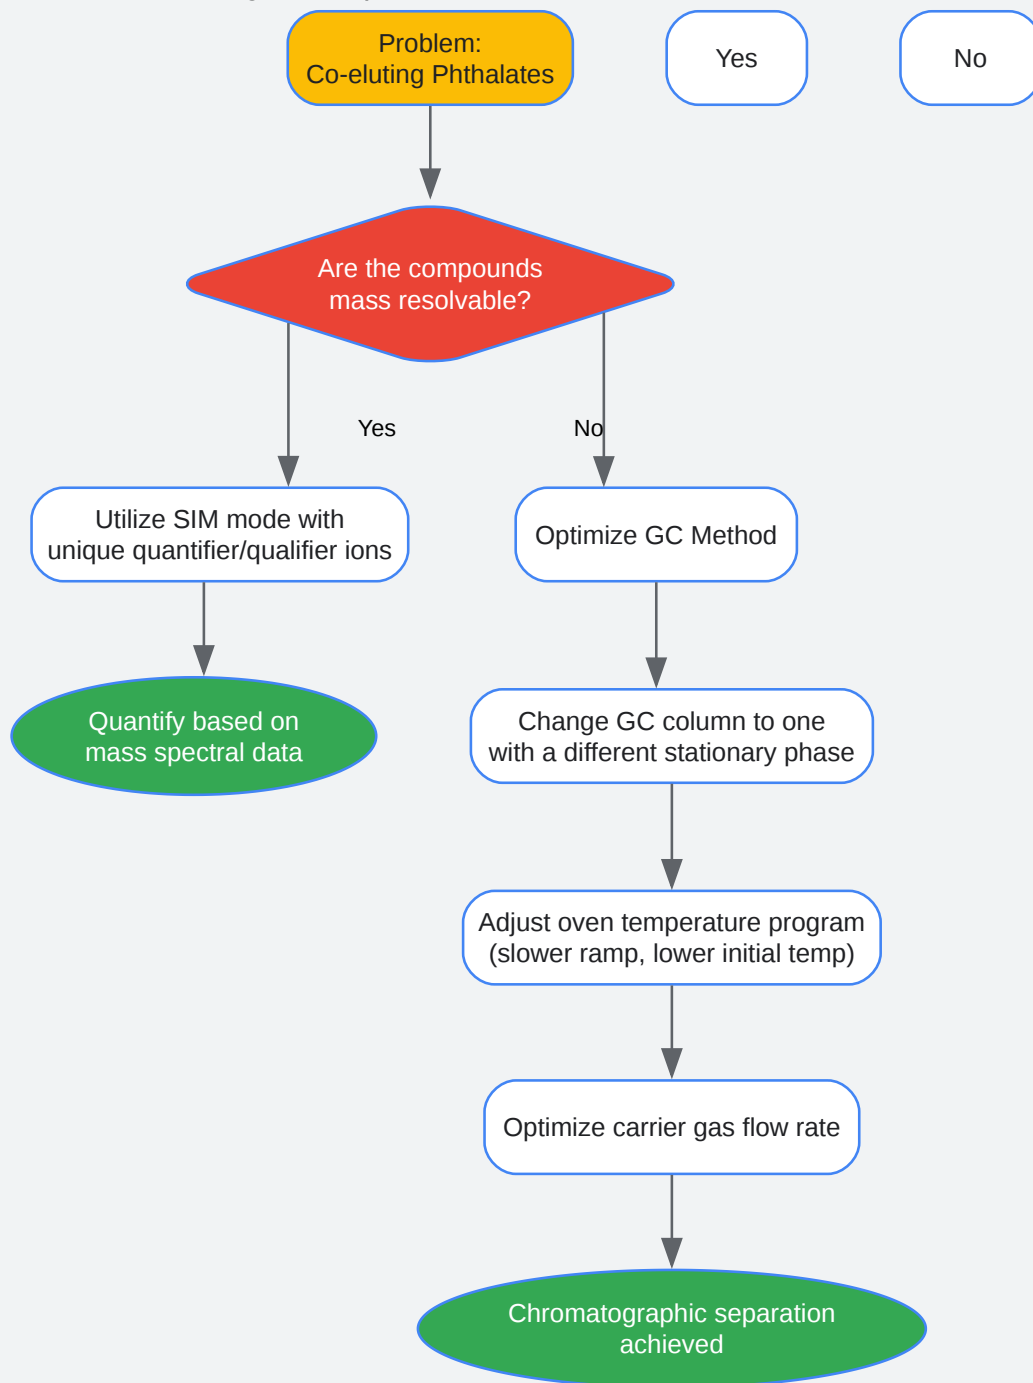 Problem:
Co-eluting Phthalates
Yes
No
Are the compounds
mass resolvable?
Yes
No
Utilize SIM mode with
unique quantifier/qualifier ions
Optimize GC Method
Quantify based on
mass spectral data
Change GC column to one
with a different stationary phase
Adjust oven temperature program
(slower ramp, lower initial temp)
Optimize carrier gas flow rate
Chromatographic separation
achieved